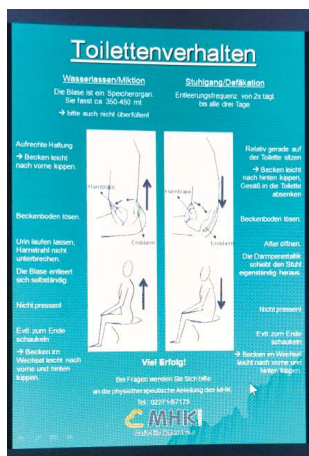 Toilettenverhalten
Wasserlassen/Miktion
Die Blase ist ein Speicherorgan.
Sie fasst ca. 350-450 ml
→ bitte auch nicht überfüllen!
Aufrechte Haltung
→ Becken leicht
nach vorne kippen.
Beckenboden lösen.
Urin laufen lassen,
Harnstrahl nicht
unterbrechen.
Die Blase entleert
sich selbständig.
Nicht pressen!
Evtl. zum Ende
schaukeln
→ Becken im
Wechsel leicht nach
vorne und hinten
kippen.
Harnblase
Enddarm
Stuhlgang/Defäkation
Entleerungsfrequenz von 2x tägl.
bis alle drei Tage
Harnblase
Enddarm
Relativ gerade auf
der Toilette sitzen
→ Becken leicht
nach hinten kippen,
Gesäß in die Toilette
absenken
Beckenboden lösen.
After öffnen.
Die Darmperestaltik
schiebt den Stuhl
eigenständig heraus.
Nicht pressen!
Evtl. zum Ende
schaukeln
→ Becken im Wechsel
leicht nach vorne und
hinten kippen.
Viel Erfolg!
Bei Fragen wenden Sie Sich bitte
an die physiotherapeutische Abteilung des MHK.
MHK